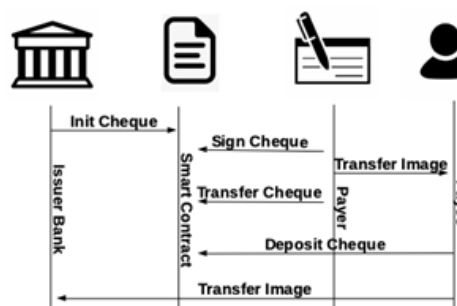 Init Cheque
Sign Cheque
Transfer Image
Transfer Cheque
Deposit Cheque
Transfer Image
Issuer Bank
Smart Contract
Payer